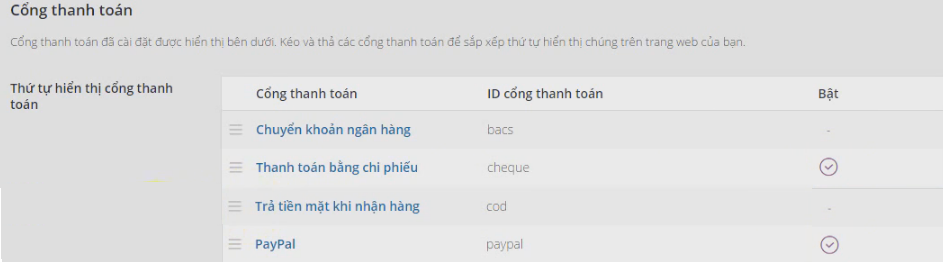 Cổng thanh toán
Cổng thanh toán đã cài đặt được hiển thị bên dưới. Kéo và thả các cổng thanh toán để sắp xếp thứ tự hiển thị chúng trên trang web của bạn.
Thứ tự hiển thị cổng thanh
toán
Cổng thanh toán ID cổng thanh toán Bật
Chuyển khoản ngân hàng bacs -
Thanh toán bằng chi phiếu cheque
Trả tiền mặt khi nhận hàng cod -
PayPal paypal